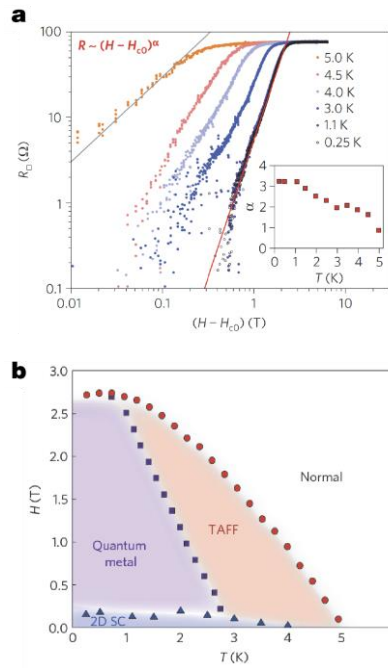 a
R ~ (H − H_c0)^α
R□ (Ω)
100
10
1
0.1
5.0 K
4.5 K
4.0 K
3.0 K
1.1 K
0.25 K
α
4
3
2
1
0
0 1 2 3 4 5
T (K)
0.01 0.1 1 10
(H − H_c0) (T)
b
H (T)
3.0
2.5
2.0
1.5
1.0
0.5
0.0
Normal
TAFF
Quantum
metal
2D SC
0 1 2 3 4 5 6
T (K)